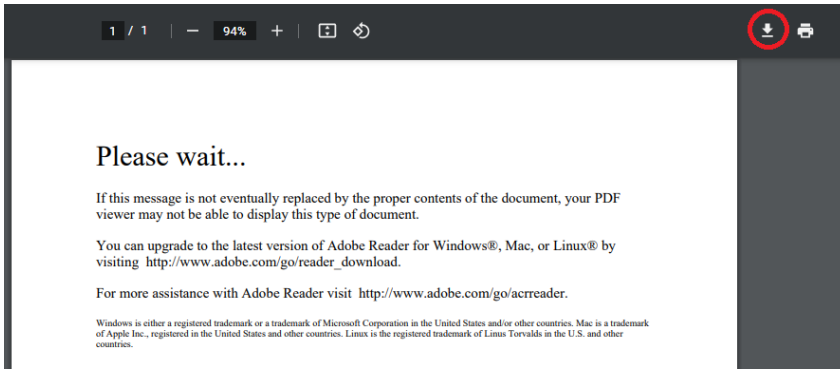 1 / 1 | — 94% + |
Please wait...
If this message is not eventually replaced by the proper contents of the document, your PDF
viewer may not be able to display this type of document.
You can upgrade to the latest version of Adobe Reader for Windows®, Mac, or Linux® by
visiting http://www.adobe.com/go/reader_download.
For more assistance with Adobe Reader visit http://www.adobe.com/go/acrreader.
Windows is either a registered trademark or a trademark of Microsoft Corporation in the United States and/or other countries. Mac is a trademark
of Apple Inc., registered in the United States and other countries. Linux is the registered trademark of Linus Torvalds in the U.S. and other
countries.